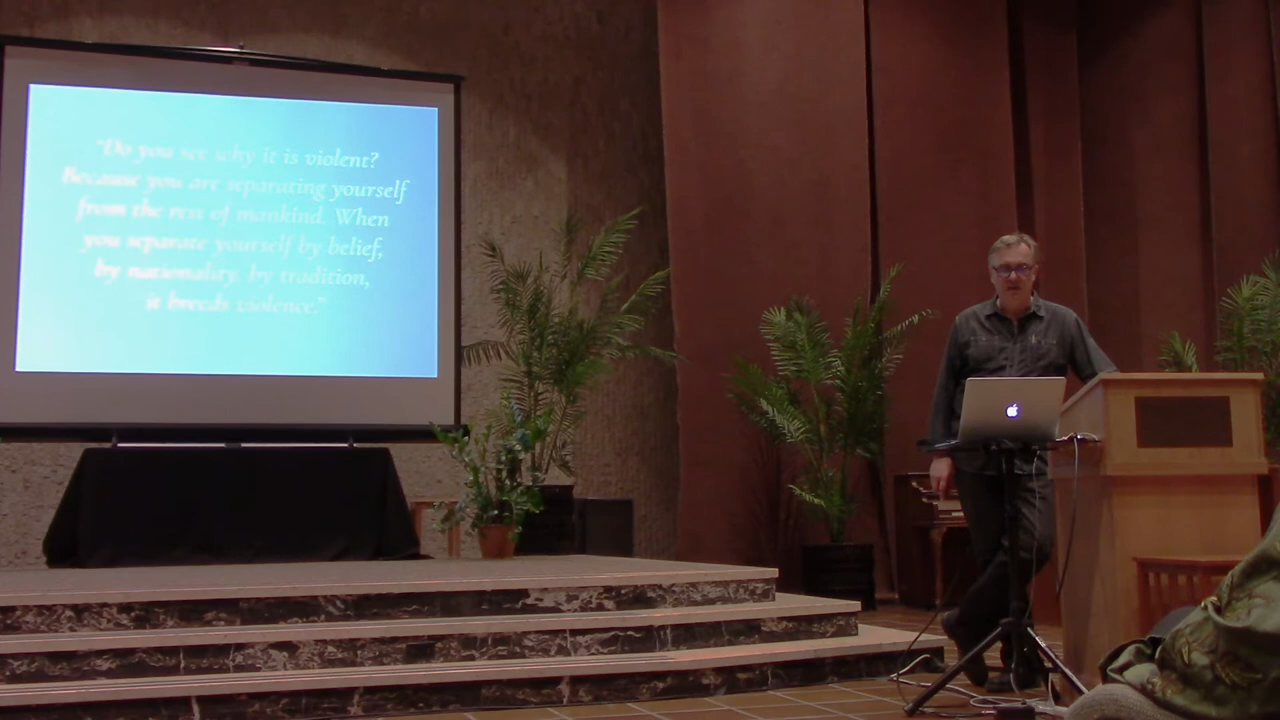 "Do you see why it is violent?
Because you are separating yourself
from the rest of mankind. When
you separate yourself by belief,
by nationality, by tradition,
it breeds violence."